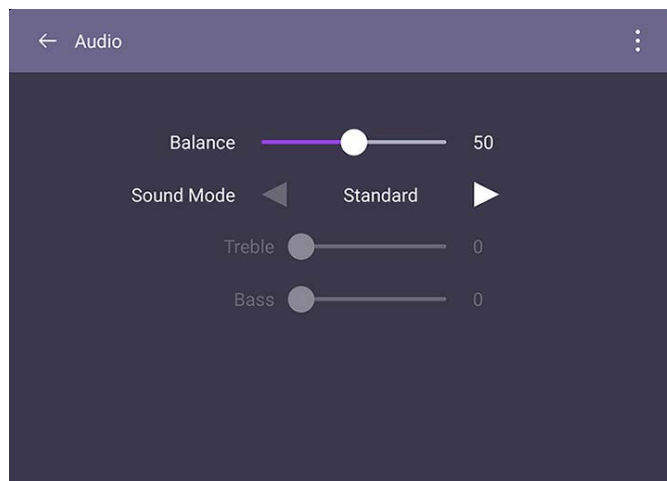 Audio
Balance 50
Sound Mode Standard
Treble 0
Bass 0